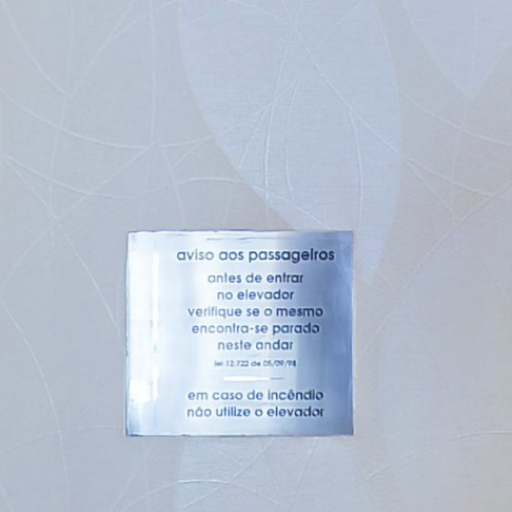 aviso aos passageiros
antes de entrar
no elevador
verifique se o mesmo
encontra-se parado
neste andar
lei 12.722 de 05/09/98
em caso de incêndio
não utilize o elevador